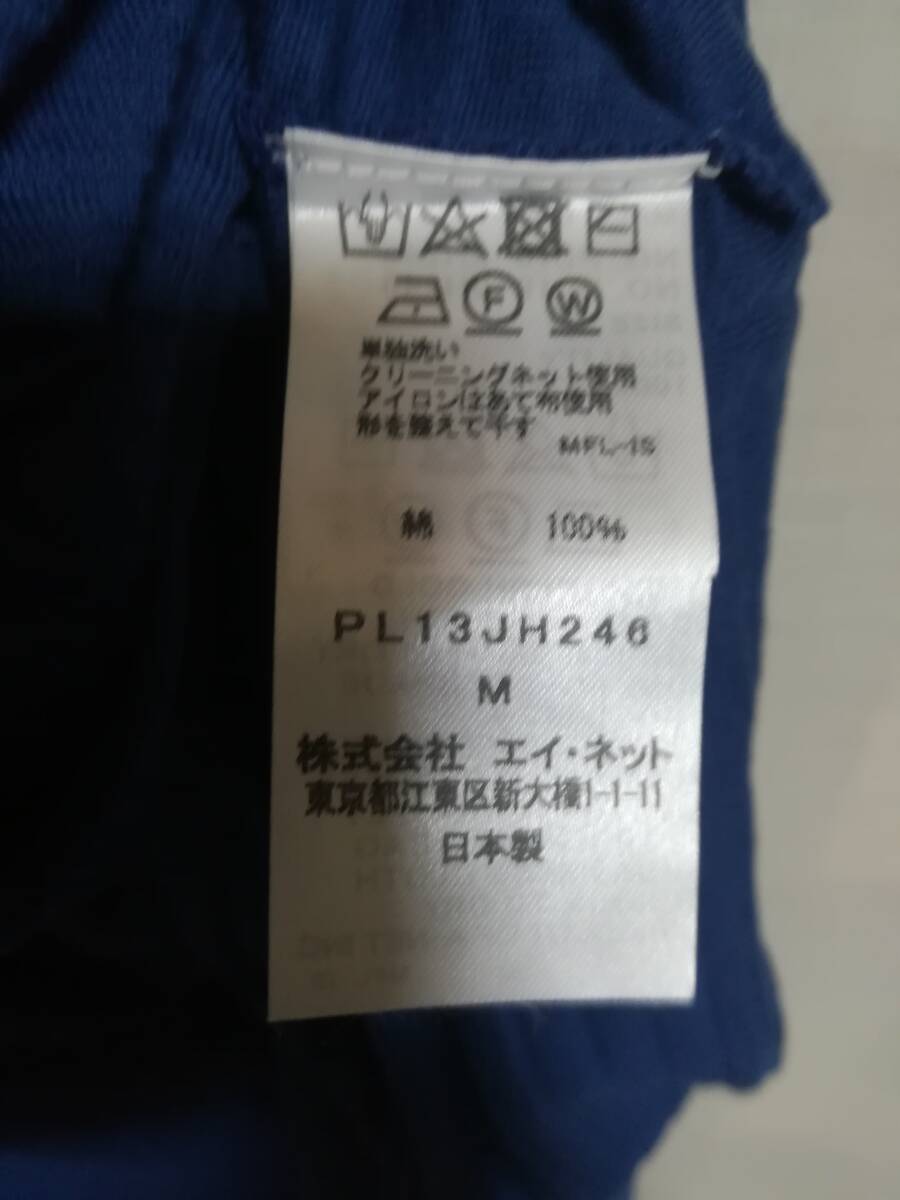 F W
単独洗い
クリーニングネット使用
アイロンはあて布使用
形を整えて干す
MFL-1S
綿 100%
PL13JH246
M
株式会社 エイ・ネット
東京都江東区新大橋1-1-11
日本製